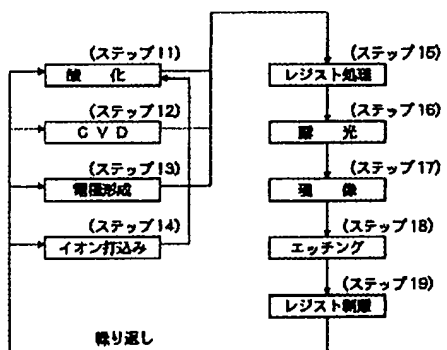 (ステップ11)
酸 化
(ステップ12)
CVD
(ステップ13)
電極形成
(ステップ14)
イオン打込み
(ステップ15)
レジスト処理
(ステップ16)
露 光
(ステップ17)
現 像
(ステップ18)
エッチング
(ステップ19)
レジスト剥離
繰り返し